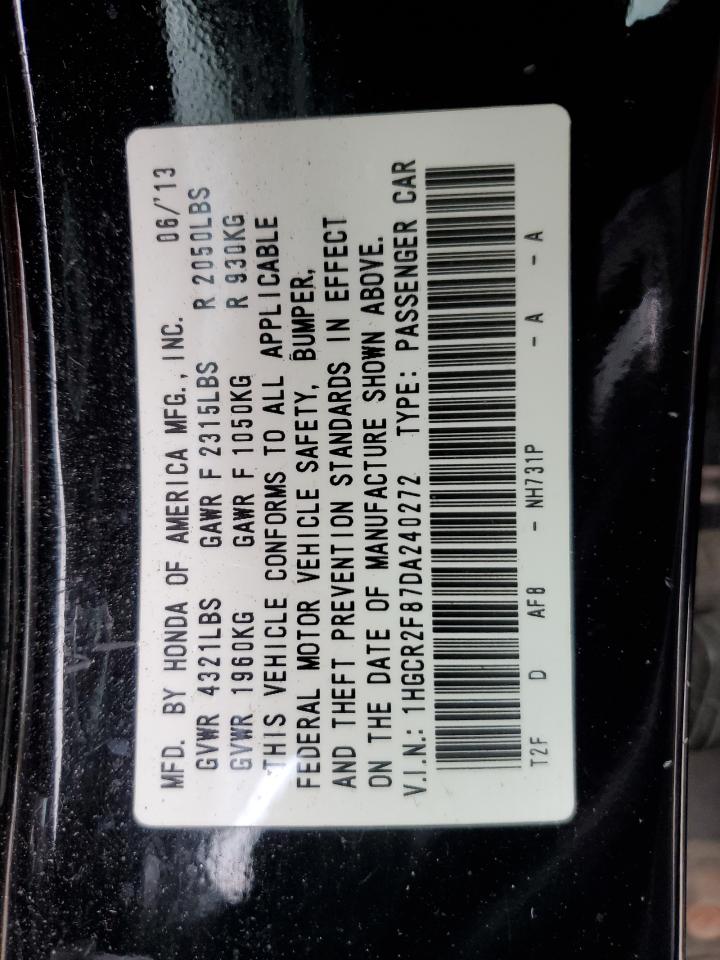 MFD. BY HONDA OF AMERICA MFG., INC. 06/'13
GVWR 4321LBS GAWR F 2315LBS R 2050LBS
GVWR 1960KG GAWR F 1050KG R 930KG
THIS VEHICLE CONFORMS TO ALL APPLICABLE
FEDERAL MOTOR VEHICLE SAFETY, BUMPER,
AND THEFT PREVENTION STANDARDS IN EFFECT
ON THE DATE OF MANUFACTURE SHOWN ABOVE.
V.I.N.: 1HGCR2F87DA240272 TYPE: PASSENGER CAR
T2F D AF8 - NH731P - A - A